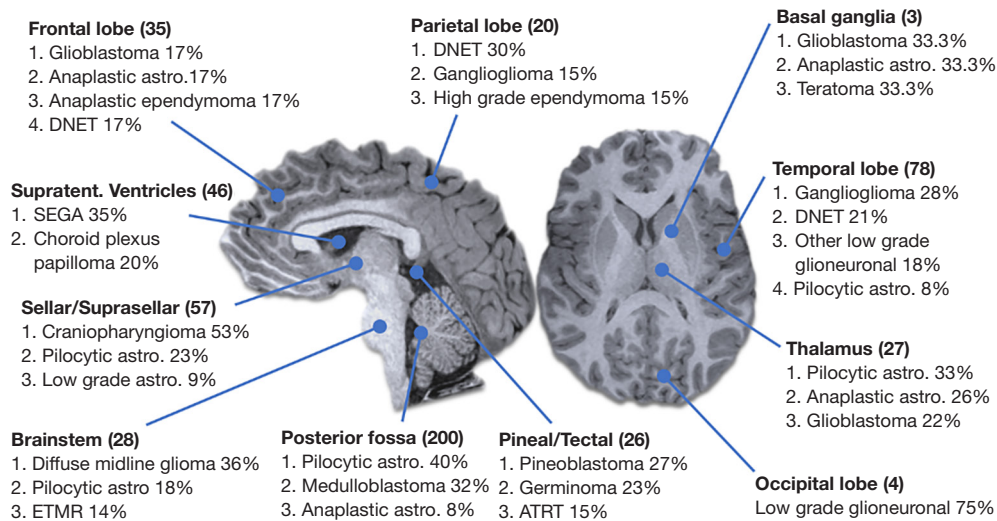 Frontal lobe (35)
1. Glioblastoma 17%
2. Anaplastic astro.17%
3. Anaplastic ependymoma 17%
4. DNET 17%
Parietal lobe (20)
1. DNET 30%
2. Ganglioglioma 15%
3. High grade ependymoma 15%
Basal ganglia (3)
1. Glioblastoma 33.3%
2. Anaplastic astro. 33.3%
3. Teratoma 33.3%
Supratent. Ventricles (46)
1. SEGA 35%
2. Choroid plexus
papilloma 20%
Temporal lobe (78)
1. Ganglioglioma 28%
2. DNET 21%
3. Other low grade
glioneuronal 18%
4. Pilocytic astro. 8%
Sellar/Suprasellar (57)
1. Craniopharyngioma 53%
2. Pilocytic astro. 23%
3. Low grade astro. 9%
Thalamus (27)
1. Pilocytic astro. 33%
2. Anaplastic astro. 26%
3. Glioblastoma 22%
Brainstem (28)
1. Diffuse midline glioma 36%
2. Pilocytic astro 18%
3. ETMR 14%
Posterior fossa (200)
1. Pilocytic astro. 40%
2. Medulloblastoma 32%
3. Anaplastic astro. 8%
Pineal/Tectal (26)
1. Pineoblastoma 27%
2. Germinoma 23%
3. ATRT 15%
Occipital lobe (4)
Low grade glioneuronal 75%